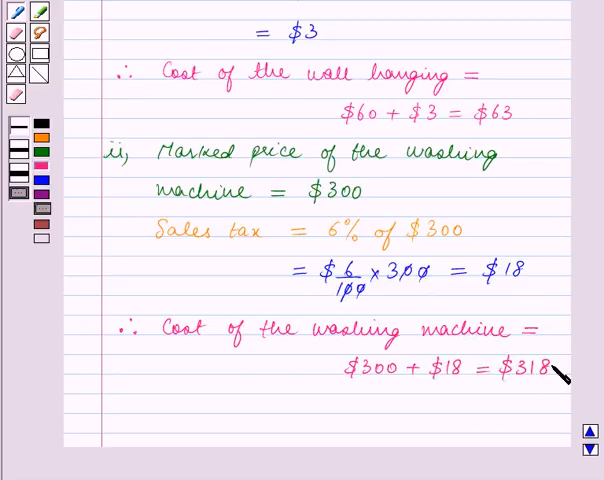 = $3
∴ Cost of the wall hanging =
$60 + $3 = $63
ii, Marked price of the washing
machine = $300
Sales tax = 6% of $300
= $ 6/100 × 300 = $18
∴ Cost of the washing machine =
$300 + $18 = $318